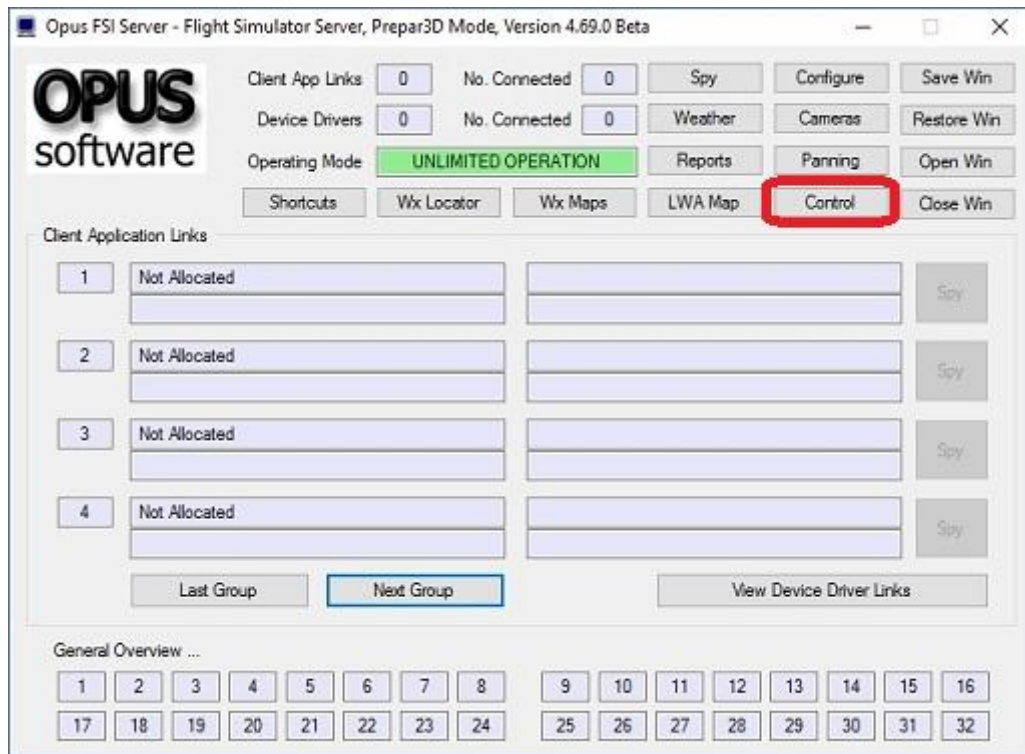 Opus FSI Server - Flight Simulator Server, Prepar3D Mode, Version 4.69.0 Beta
OPUS
software
Client App Links 0 No. Connected 0 Spy Configure Save Win
Device Drivers 0 No. Connected 0 Weather Cameras Restore Win
Operating Mode UNLIMITED OPERATION Reports Panning Open Win
Shortcuts Wx Locator Wx Maps LWA Map Control Close Win
Client Application Links
1 Not Allocated Spy
2 Not Allocated Spy
3 Not Allocated Spy
4 Not Allocated Spy
Last Group Next Group View Device Driver Links
General Overview ...
1 2 3 4 5 6 7 8 9 10 11 12 13 14 15 16
17 18 19 20 21 22 23 24 25 26 27 28 29 30 31 32